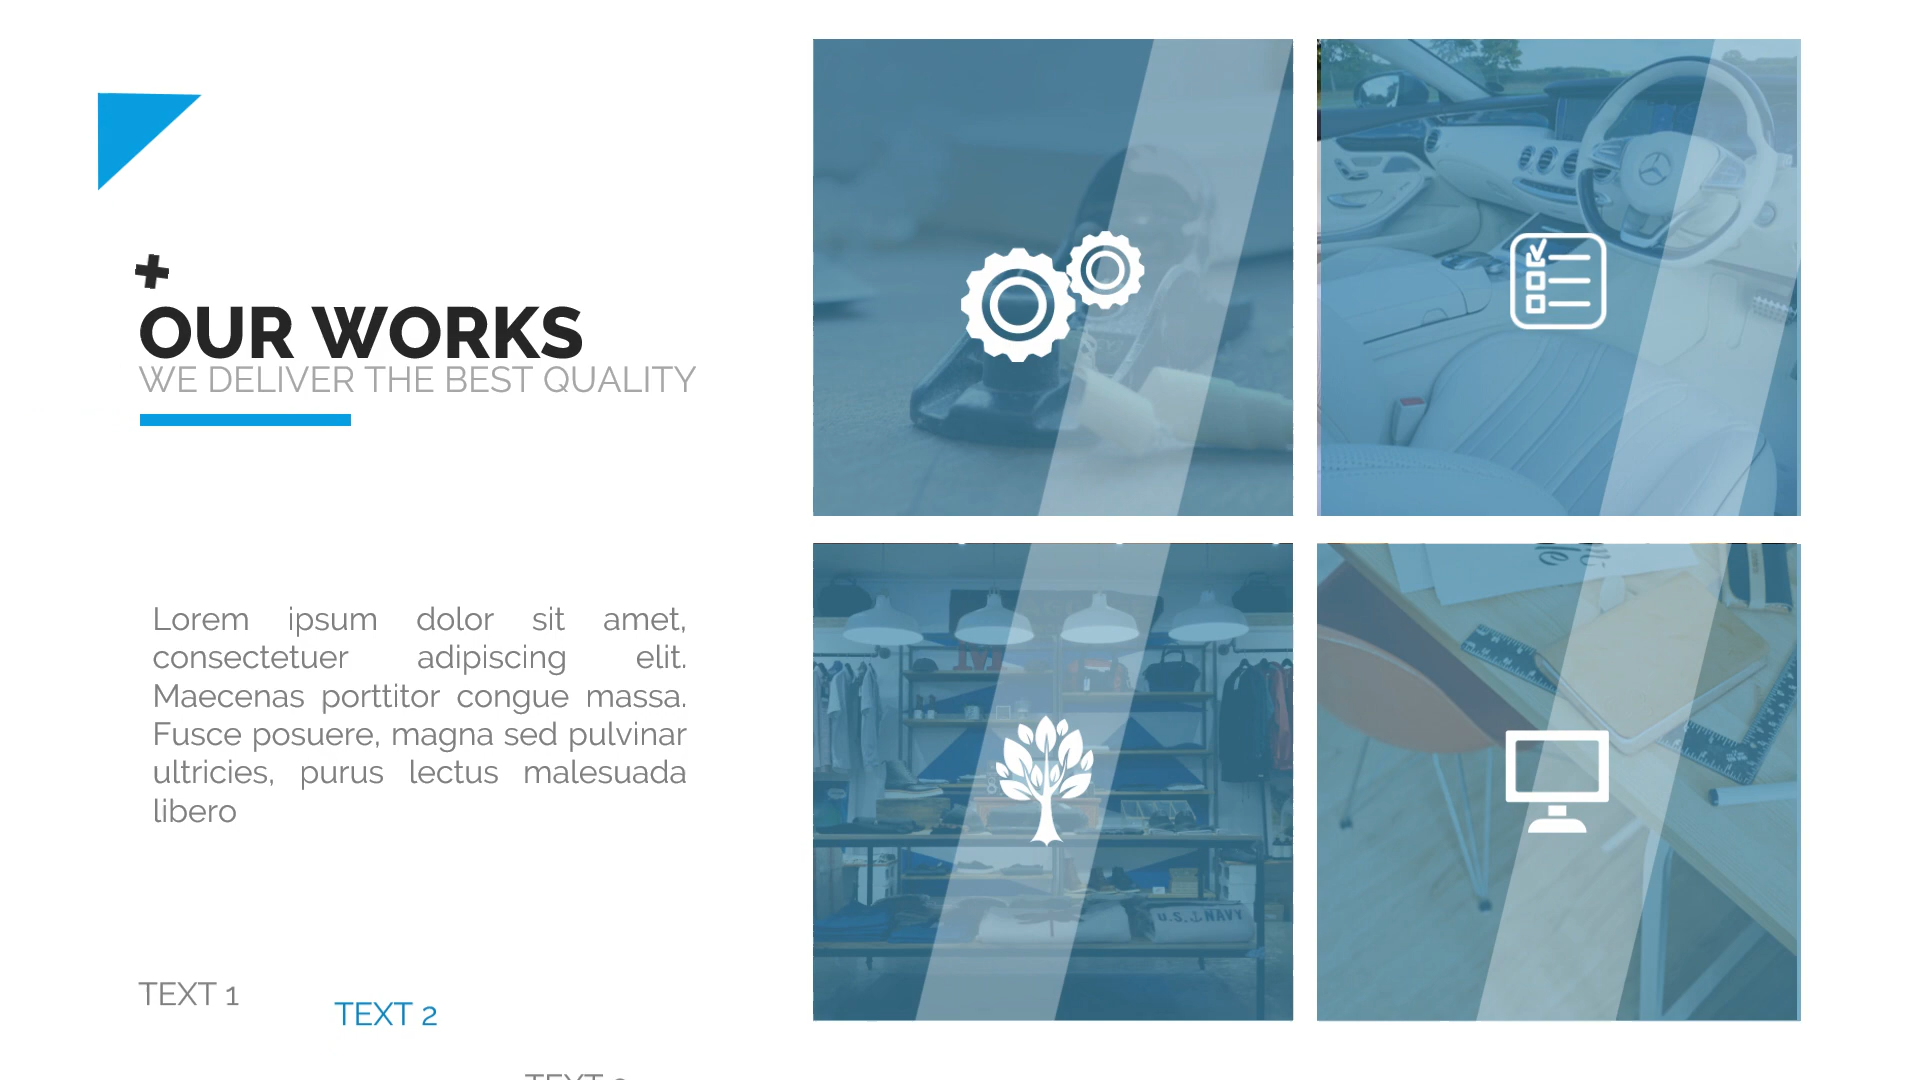 OUR WORKS
WE DELIVER THE BEST QUALITY
Lorem ipsum dolor sit amet,
consectetuer adipiscing elit.
Maecenas porttitor congue massa.
Fusce posuere, magna sed pulvinar
ultricies, purus lectus malesuada
libero
TEXT 1
TEXT 2
U.S. NAVY